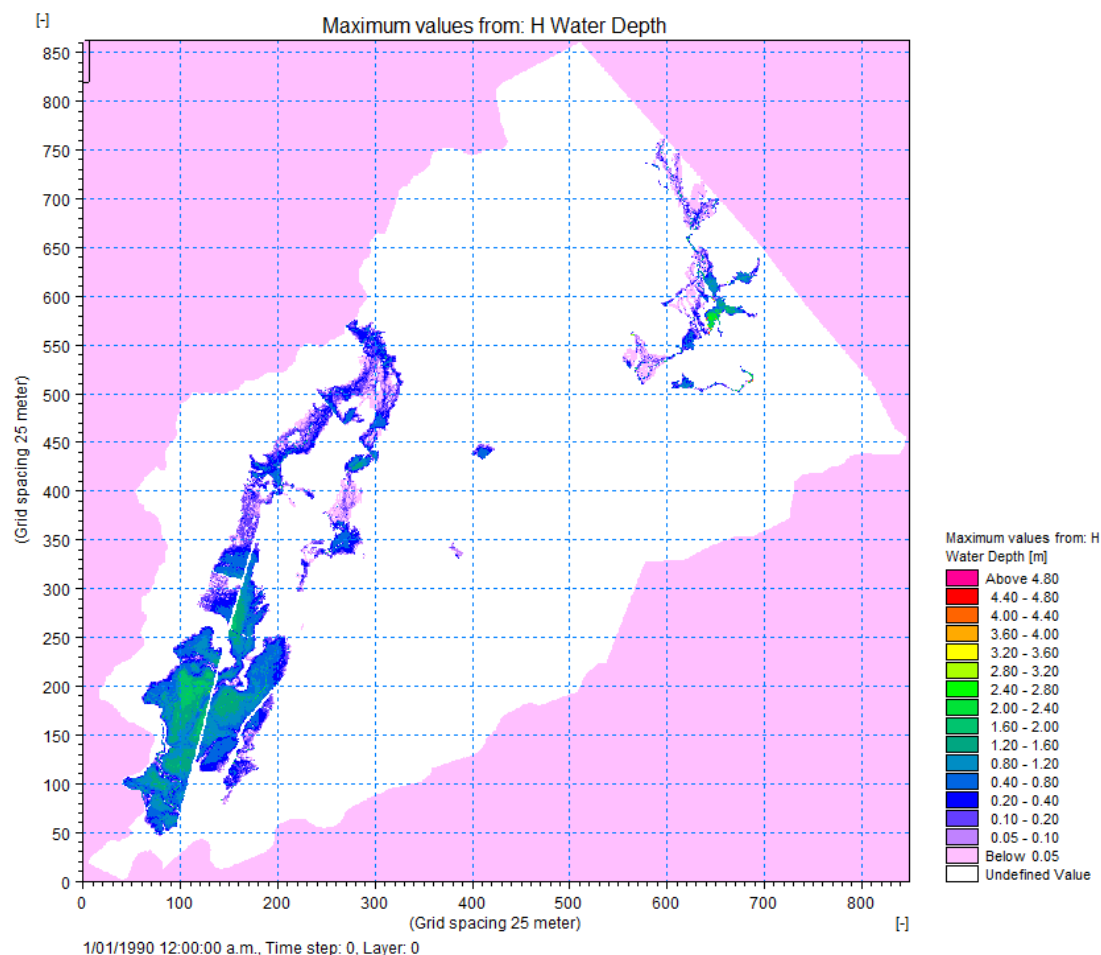 [-]
Maximum values from: H Water Depth
850
800
750
700
650
600
550
500
450
400
350
300
250
200
150
100
50
0
(Grid spacing 25 meter)
0 100 200 300 400 500 600 700 800
(Grid spacing 25 meter)
[-]
1/01/1990 12:00:00 a.m., Time step: 0, Layer: 0
Maximum values from: H
Water Depth [m]
Above 4.80
4.40 - 4.80
4.00 - 4.40
3.60 - 4.00
3.20 - 3.60
2.80 - 3.20
2.40 - 2.80
2.00 - 2.40
1.60 - 2.00
1.20 - 1.60
0.80 - 1.20
0.40 - 0.80
0.20 - 0.40
0.10 - 0.20
0.05 - 0.10
Below 0.05
Undefined Value